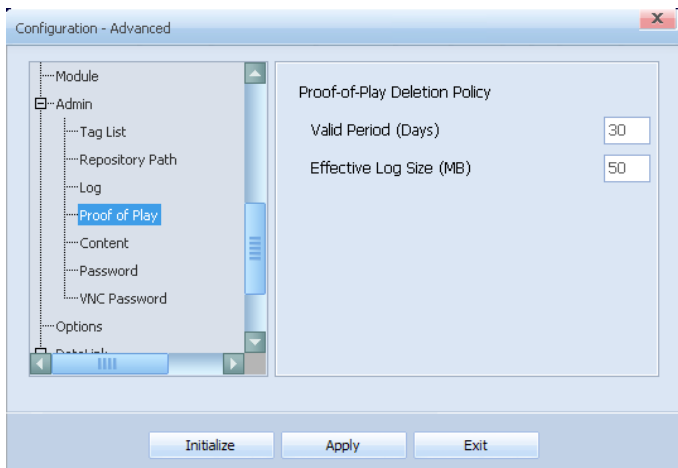 Configuration - Advanced
Module
Admin
Tag List
Repository Path
Log
Proof of Play
Content
Password
VNC Password
Options
DataLink
Proof-of-Play Deletion Policy
Valid Period (Days) 30
Effective Log Size (MB) 50
Initialize Apply Exit